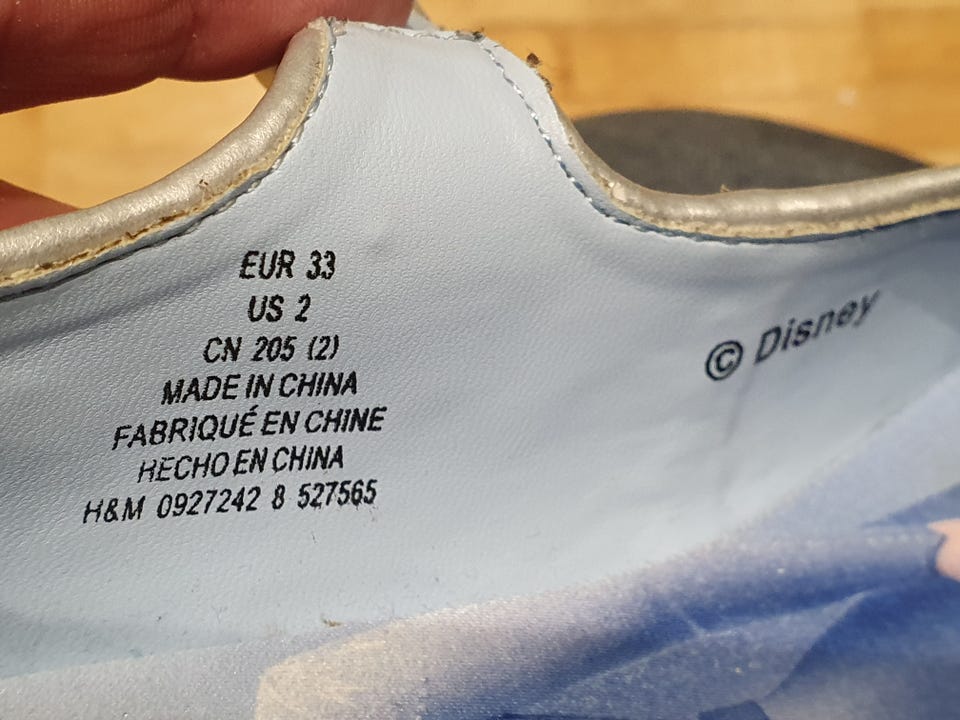 EUR 33
US 2
CN 205 (2)
MADE IN CHINA
FABRIQUÉ EN CHINE
HECHO EN CHINA
H&M 0927242 8 527565
© Disney